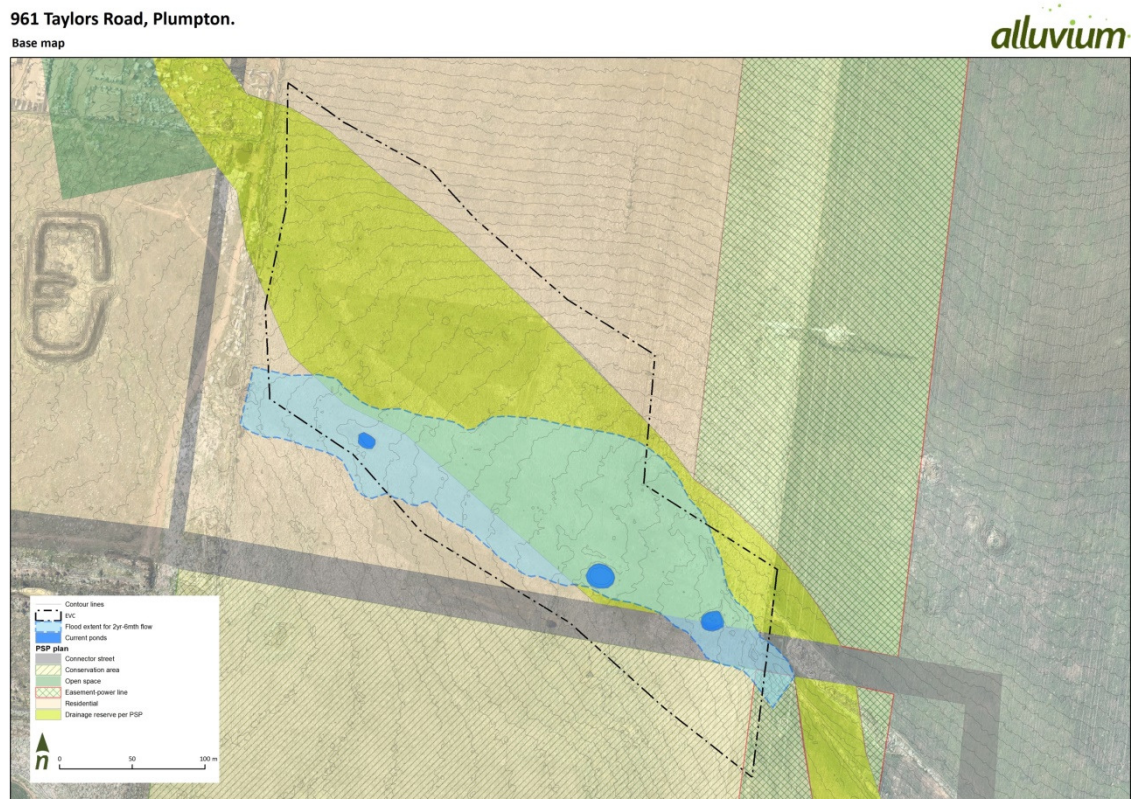 961 Taylors Road, Plumpton.
Base map
alluvium
Contour lines
EVC
Flood extent for 2yr-6mth flow
Current ponds
PSP plan
Connector street
Conservation area
Open space
Easement-power line
Residential
Drainage reserve per PSP
n
0 50 100 m